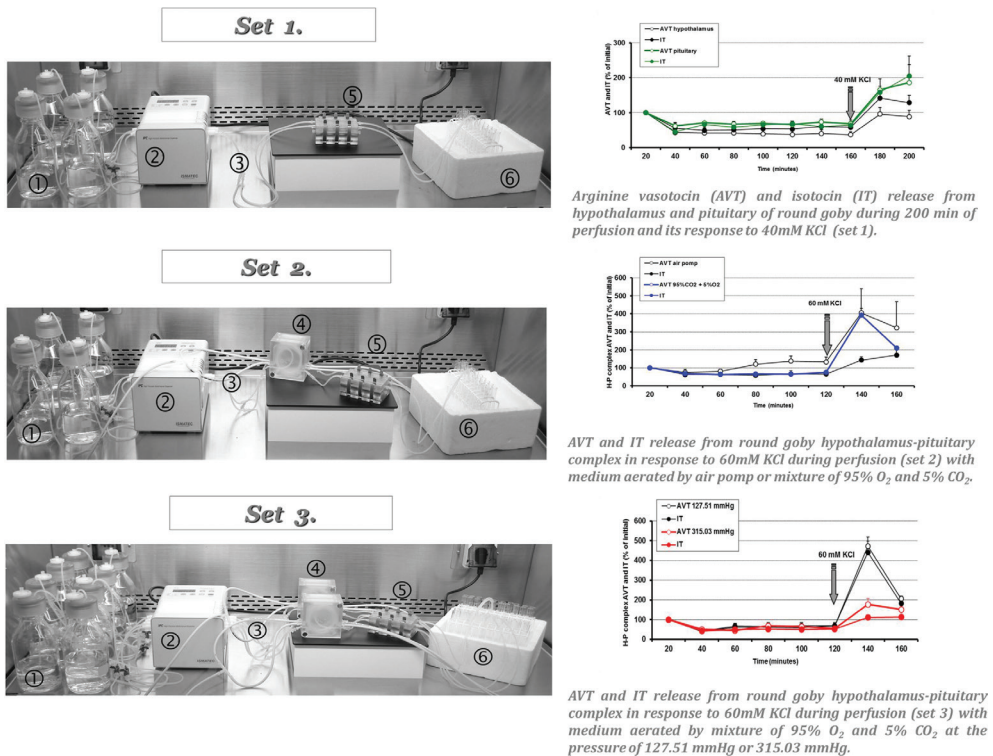 Set 1.
①
②
③
⑤
⑥
AVT hypothalamus
IT
AVT pituitary
IT
40 mM KCl
AVT and IT (% of initial)
300
200
100
0
20 40 60 80 100 120 140 160 180 200
Time (minutes)
Arginine vasotocin (AVT) and isotocin (IT) release from
hypothalamus and pituitary of round goby during 200 min of
perfusion and its response to 40mM KCl (set 1).
Set 2.
①
②
③
④
⑤
⑥
AVT air pomp
IT
AVT 95%CO2 + 5%O2
IT
60 mM KCl
H-P complex AVT and IT (% of initial)
600
500
400
300
200
100
0
20 40 60 80 100 120 140 160
Time (minutes)
AVT and IT release from round goby hypothalamus-pituitary
complex in response to 60mM KCl during perfusion (set 2) with
medium aerated by air pomp or mixture of 95% O₂ and 5% CO₂.
Set 3.
①
②
③
④
⑤
⑥
AVT 127.51 mmHg
IT
AVT 315.03 mmHg
IT
60 mM KCl
H-P complex AVT and IT (% of initial)
600
500
400
300
200
100
0
20 40 60 80 100 120 140 160
Time (minutes)
AVT and IT release from round goby hypothalamus-pituitary
complex in response to 60mM KCl during perfusion (set 3) with
medium aerated by mixture of 95% O₂ and 5% CO₂ at the
pressure of 127.51 mmHg or 315.03 mmHg.